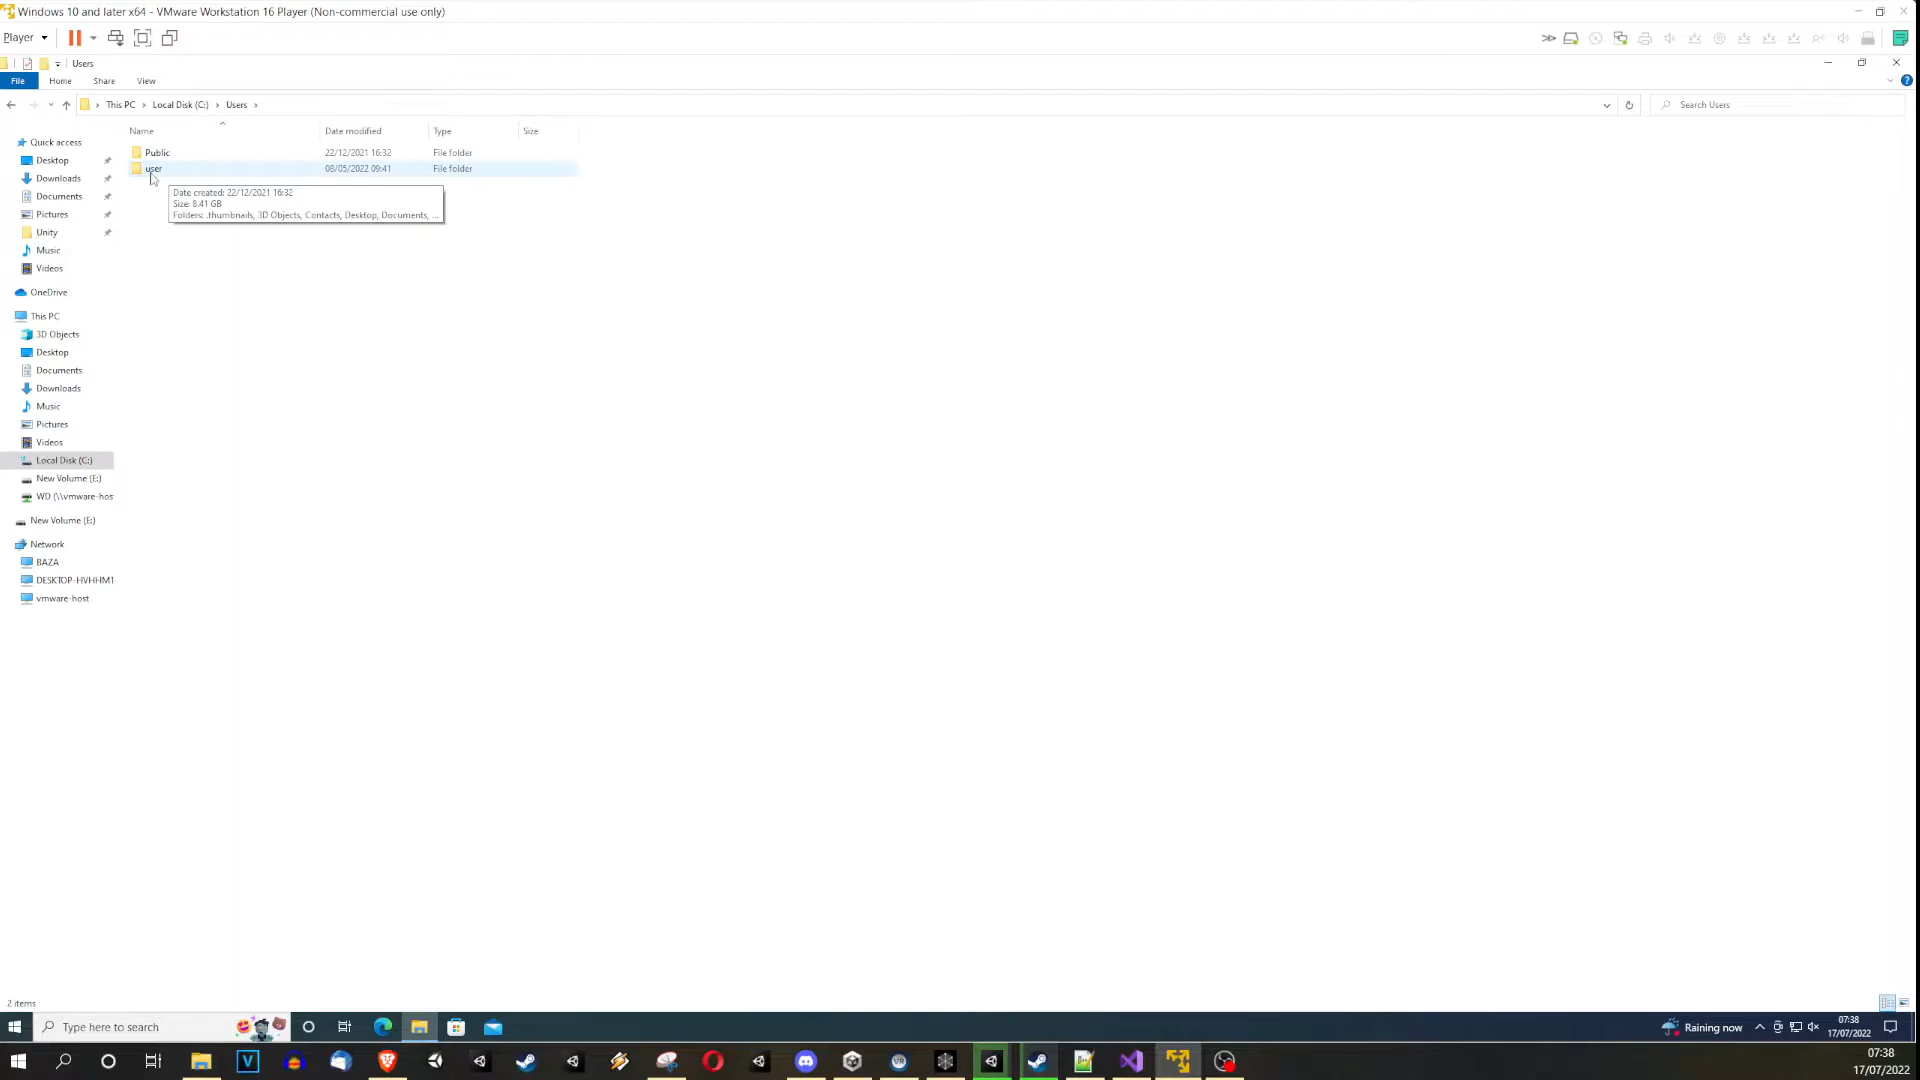 Windows 10 and later x64 - VMware Workstation 16 Player (Non-commercial use only)
Player
Users
File Home Share View
This PC › Local Disk (C:) › Users ›
Search Users
Name Date modified Type Size
Public 22/12/2021 16:32 File folder
user 08/05/2022 09:41 File folder
Date created: 22/12/2021 16:32
Size: 8.41 GB
Folders: .thumbnails, 3D Objects, Contacts, Desktop, Documents, ...
Quick access
Desktop
Downloads
Documents
Pictures
Unity
Music
Videos
OneDrive
This PC
3D Objects
Desktop
Documents
Downloads
Music
Pictures
Videos
Local Disk (C:)
New Volume (E:)
WD (\\vmware-hos
New Volume (E:)
Network
BAZA
DESKTOP-HVHHM1
vmware-host
2 items
Type here to search
Raining now
07:38
17/07/2022
07:38
17/07/2022